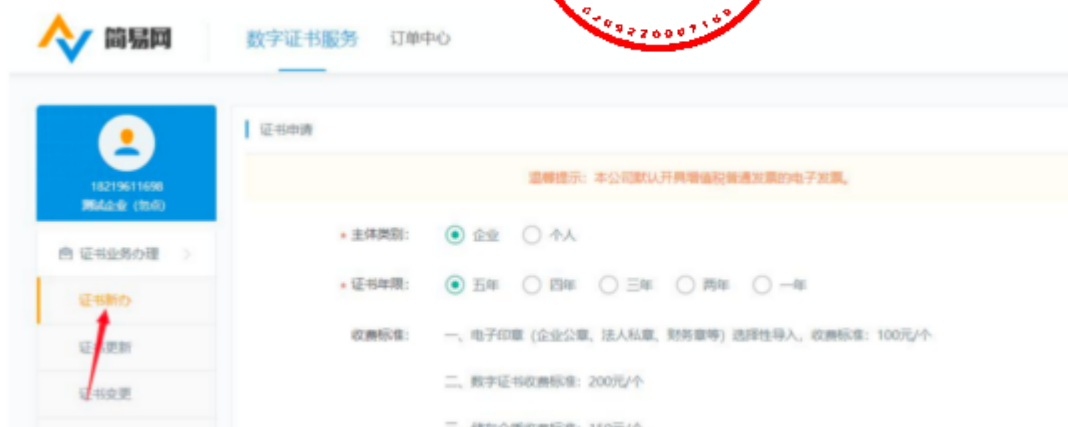 简易网
数字证书服务 订单中心
18219611698
测试企业（勿动）
证书申请
温馨提示：本公司默认开具增值税普通发票的电子发票。
* 主体类别： 企业 个人
证书业务办理
* 证书年限： 五年 四年 三年 两年 一年
证书新办
收费标准： 一、电子印章（企业公章、法人私章、财务章等）选择性导入，收费标准：100元/个
证书更新
二、数字证书收费标准：200元/个
证书变更